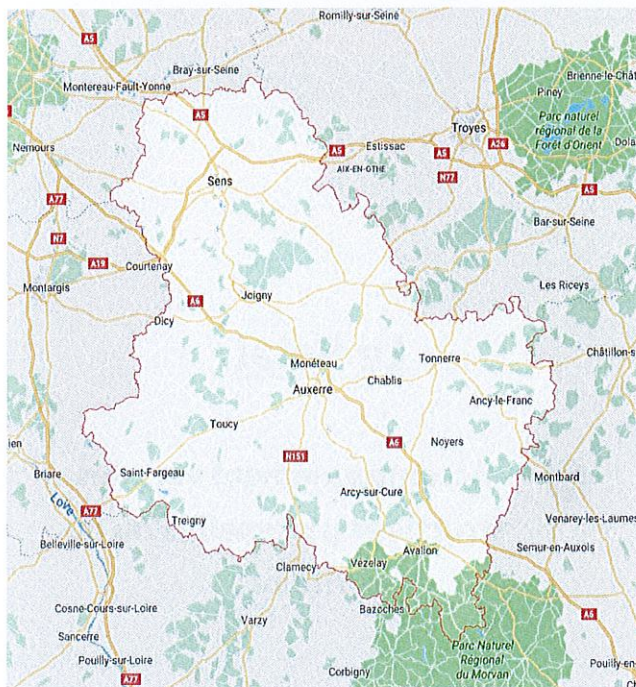 Romilly-sur-Seine
A5
Bray-sur-Seine
Montereau-Fault-Yonne
Brienne-le-Chât
Piney
Parc naturel
régional de la
Forêt d'Orient
Troyes
A5
A26
Dola
Nemours
Estissac
A5
A5
AIX-EN-OTHE
N77
A5
Sens
A77
Bar-sur-Seine
N7
A19
Courtenay
Les Riceys
Montargis
A6
Joigny
Dicy
Monéteau
Tonnerre
Châtillon-s
Chablis
Auxerre
Ancy-le-Franc
Toucy
A6
Noyers
ien
N151
Briare
Saint-Fargeau
Montbard
Arcy-sur-Cure
A77
Treigny
Venarey-les-Laumes
Belleville-sur-Loire
Avallon
Semur-en-Auxois
Vezelay
Clamecy
Cosne-Cours-sur-Loire
Bazoches
A6
Varzy
Sancerre
Parc Naturel
Régional
du Morvan
Pouilly-sur-Loire
Pouilly-en-
Corbigny
A77
Ch